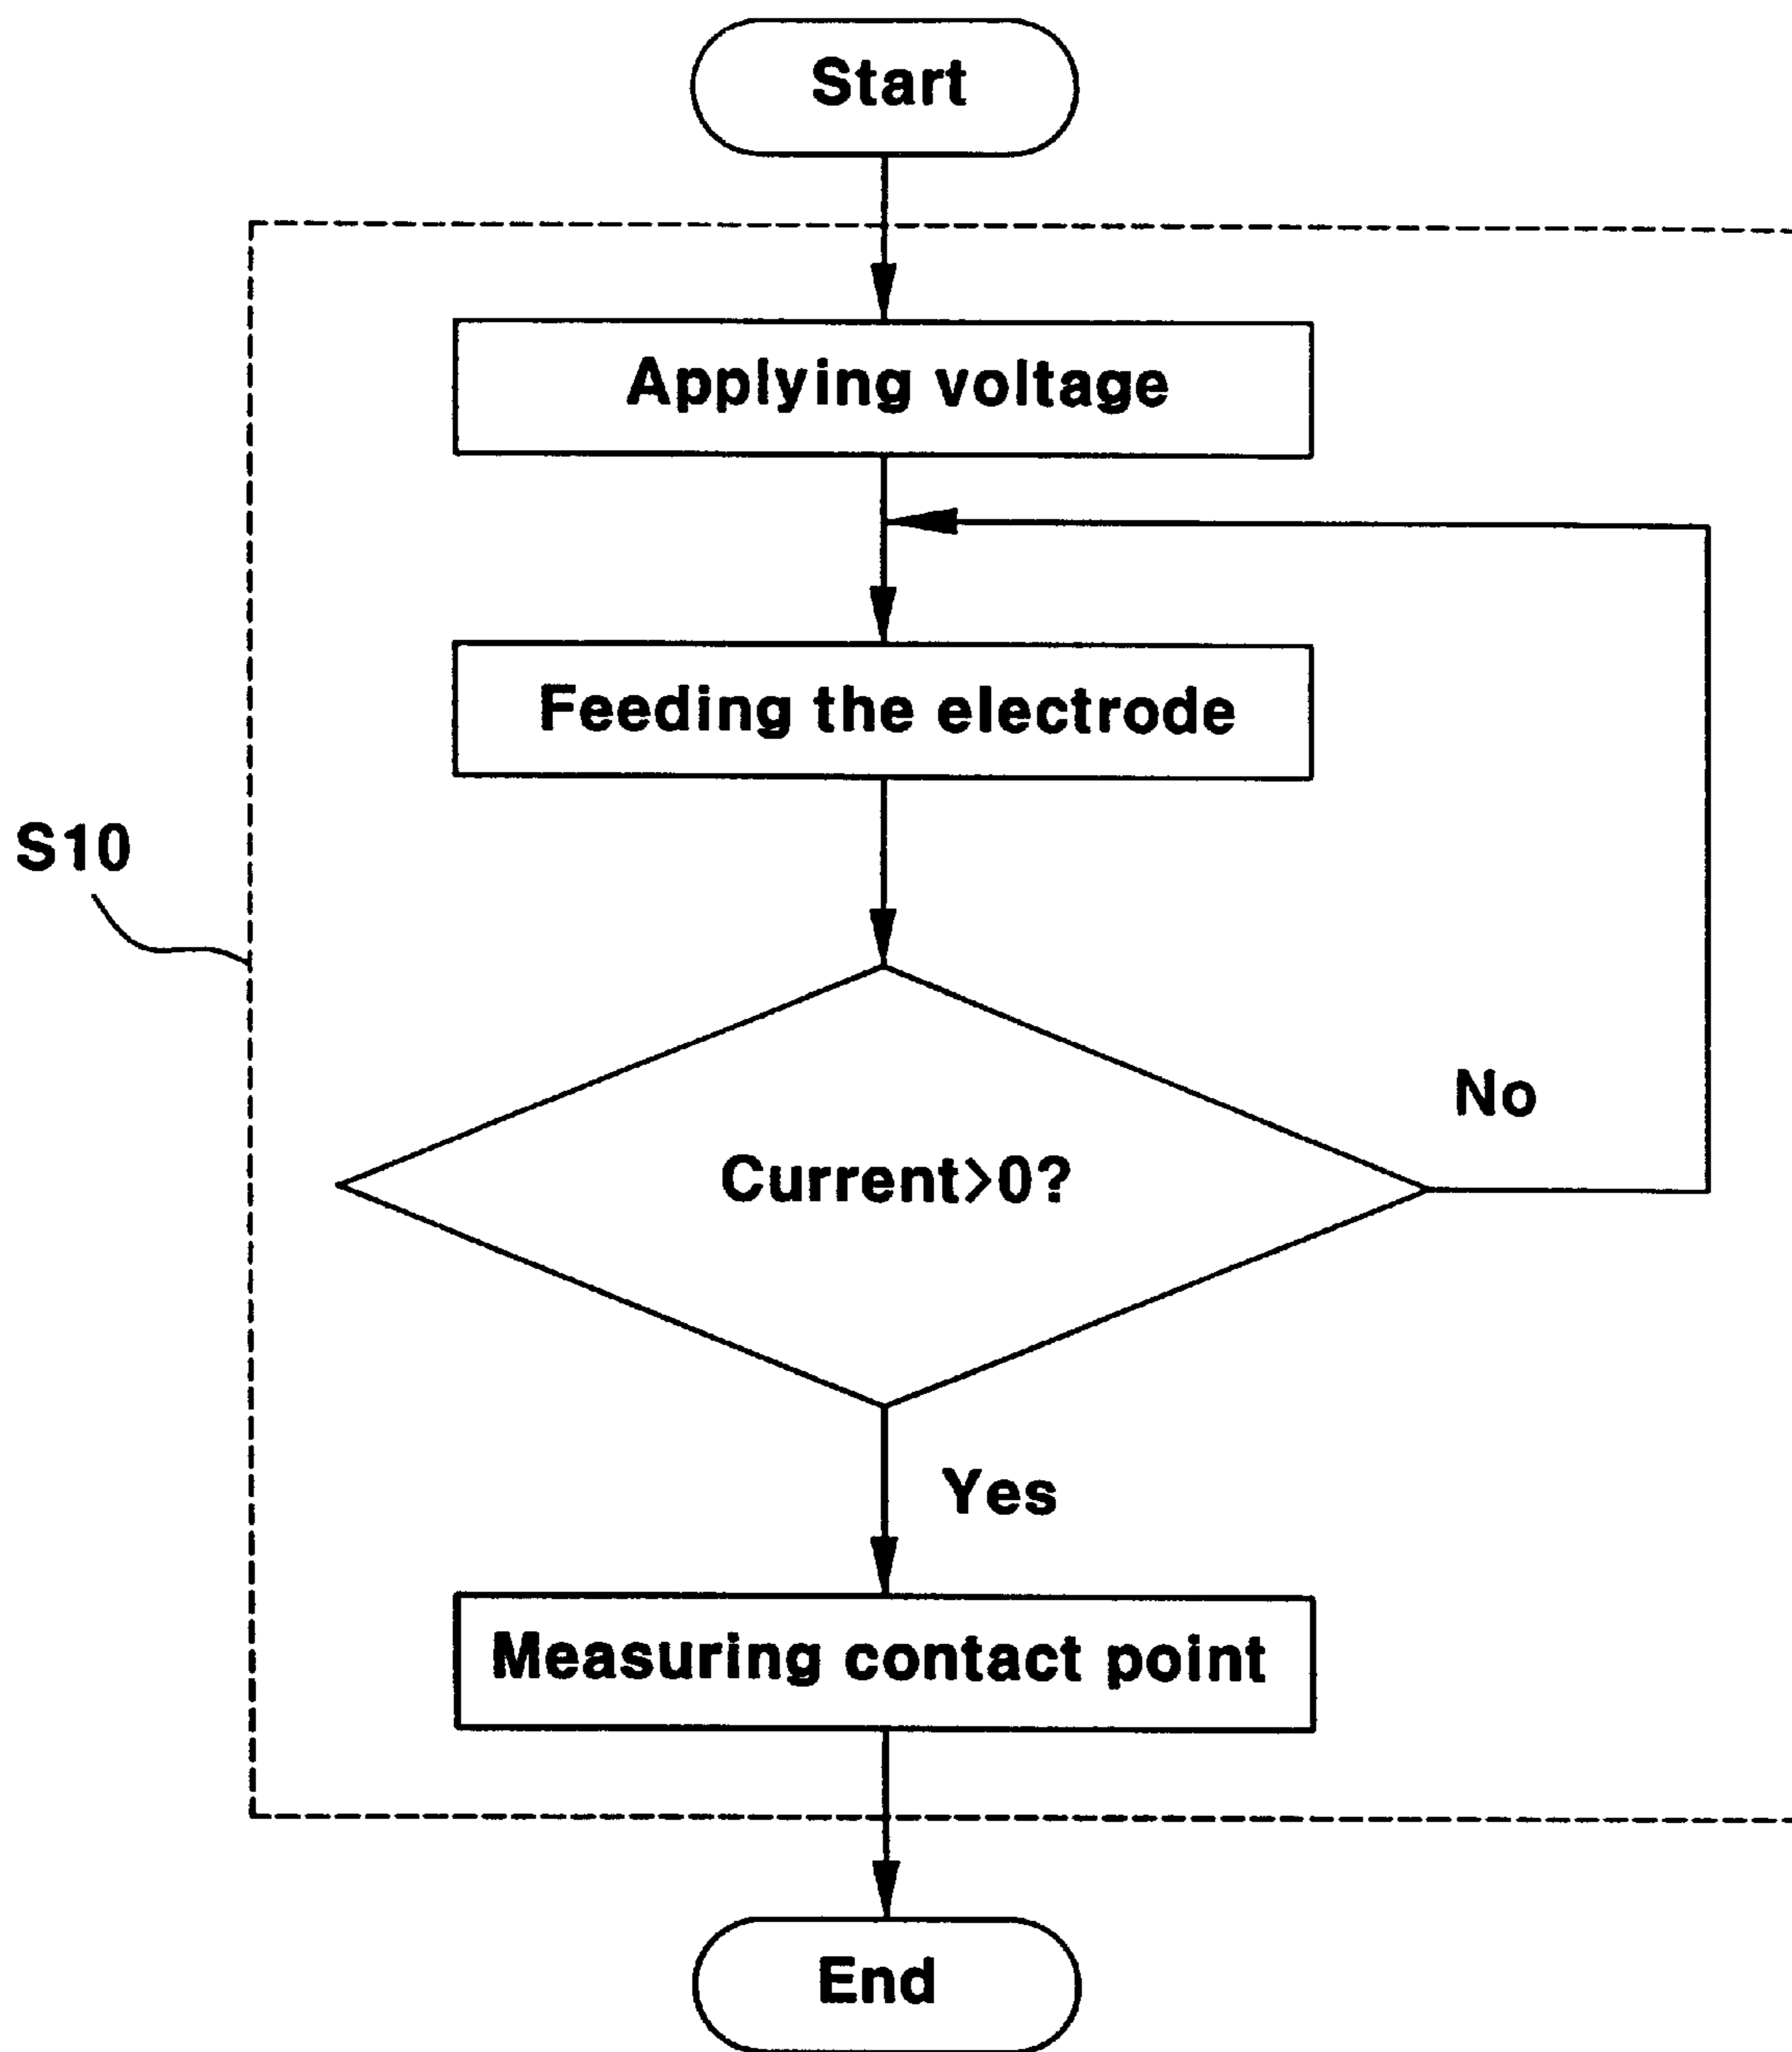 Start
Applying voltage
Feeding the electrode
S10
No
Current>0?
Yes
Measuring contact point
End